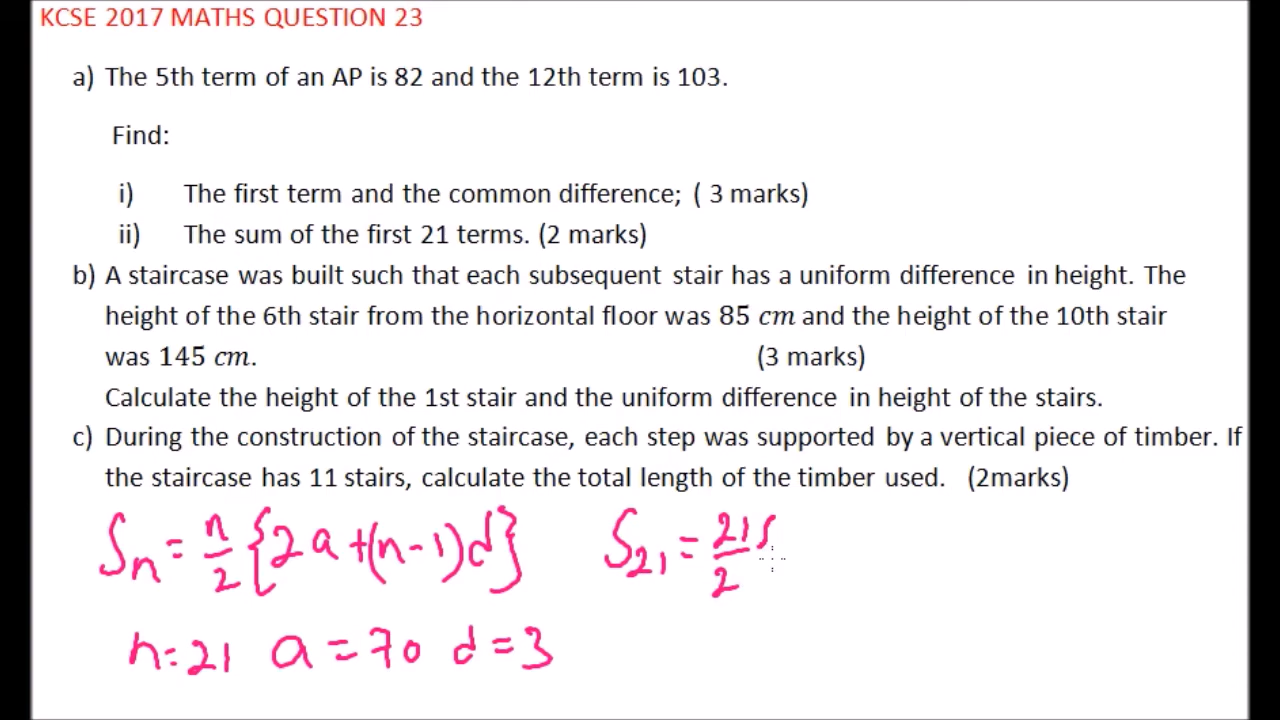 KCSE 2017 MATHS QUESTION 23
a) The 5th term of an AP is 82 and the 12th term is 103.
Find:
i) The first term and the common difference; ( 3 marks)
ii) The sum of the first 21 terms. (2 marks)
b) A staircase was built such that each subsequent stair has a uniform difference in height. The
height of the 6th stair from the horizontal floor was 85 cm and the height of the 10th stair
was 145 cm. (3 marks)
Calculate the height of the 1st stair and the uniform difference in height of the stairs.
c) During the construction of the staircase, each step was supported by a vertical piece of timber. If
the staircase has 11 stairs, calculate the total length of the timber used. (2marks)
Sn = n/2 {2a+(n-1)d} S21 = 21/2 {
n=21 a=70 d=3